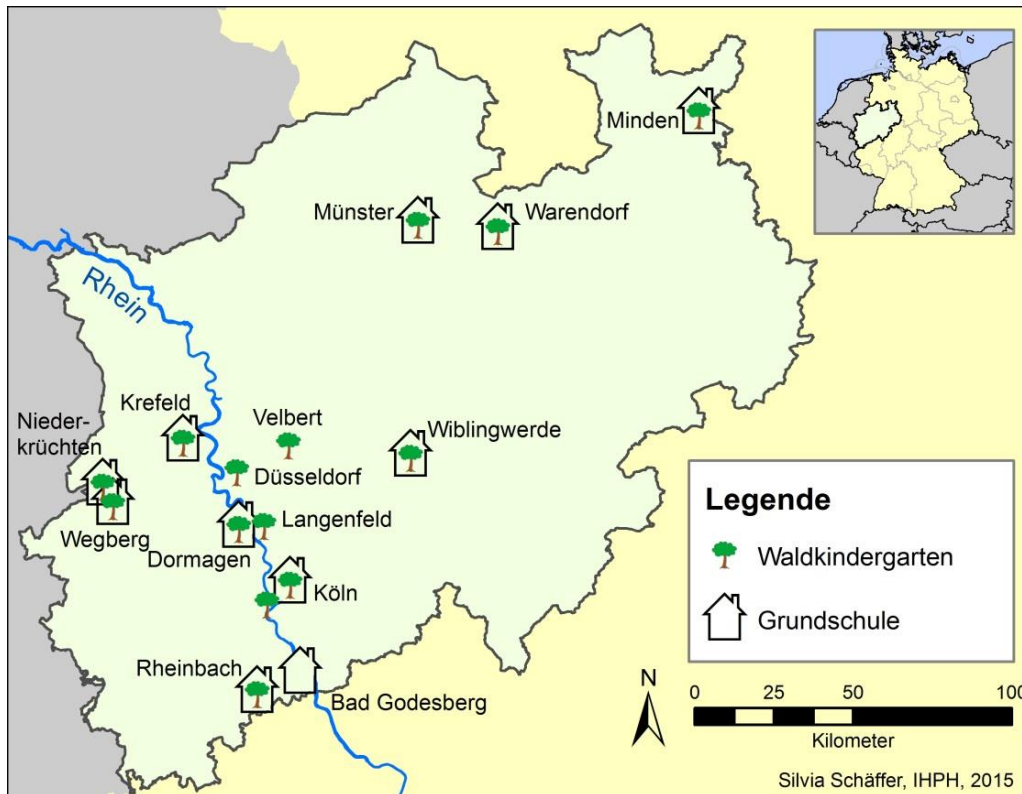 Minden
Münster
Warendorf
Rhein
Krefeld
Velbert
Nieder-
krüchten
Wiblingwerde
Düsseldorf
Langenfeld
Wegberg
Dormagen
Köln
Rheinbach
Bad Godesberg
Legende
Waldkindergarten
Grundschule
N
0 25 50 100
Kilometer
Silvia Schäffer, IHPH, 2015